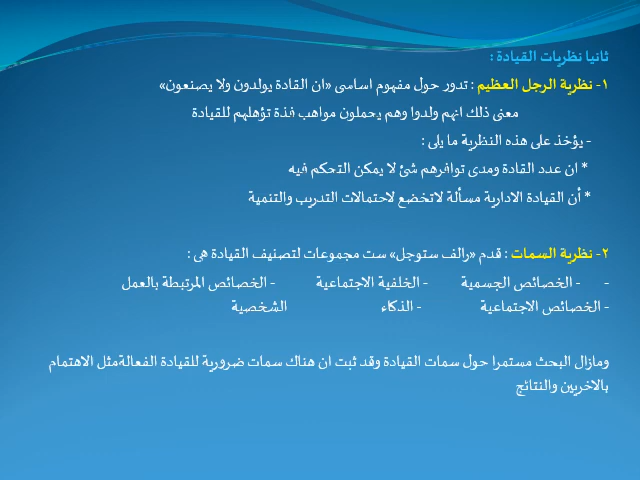 ثانيا نظريات القيادة :
١- نظرية الرجل العظيم : تدور حول مفهوم اساسى «ان القادة يولدون ولا يصنعون»
معنى ذلك انهم ولدوا وهم يحملون مواهب فذة تؤهلهم للقيادة
- يؤخذ على هذه النظرية ما يلى :
* ان عدد القادة ومدى توافرهم شئ لا يمكن التحكم فيه
* أن القيادة الادارية مسألة لاتخضع لاحتمالات التدريب والتنمية
٢- نظرية السمات : قدم «رالف ستوجل» ست مجموعات لتصنيف القيادة هى :
- - الخصائص الجسمية - الخلفية الاجتماعية - الخصائص المرتبطة بالعمل
- الخصائص الاجتماعية - الذكاء الشخصية
ومازال البحث مستمرا حول سمات القيادة وقد ثبت ان هناك سمات ضرورية للقيادة الفعالةمثل الاهتمام
بالاخريين والنتائج